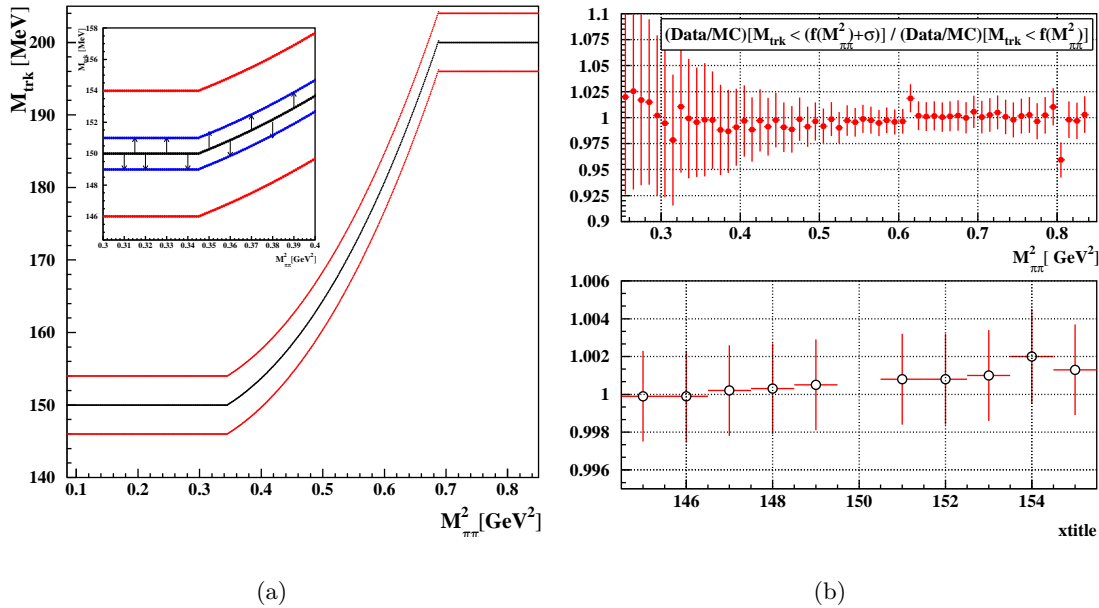 M_trk [MeV]
200
180
160
140
0.1 0.2 0.3 0.4 0.5 0.6 0.7 0.8
M²_ππ[GeV²]
[MeV]
158
156
154
152
150
148
146
0.3 0.31 0.32 0.33 0.34 0.35 0.36 0.37 0.38 0.39 0.4
M²_ππ[GeV²]
(a)
(Data/MC)[M_trk < (f(M²_ππ)+σ)] / (Data/MC)[M_trk < f(M²_ππ)]
1.1
1.075
1.05
1.025
1
0.975
0.95
0.925
0.9
0.3 0.4 0.5 0.6 0.7 0.8
M²_ππ[ GeV²]
1.006
1.004
1.002
1
0.998
0.996
146 148 150 152 154
xtitle
(b)